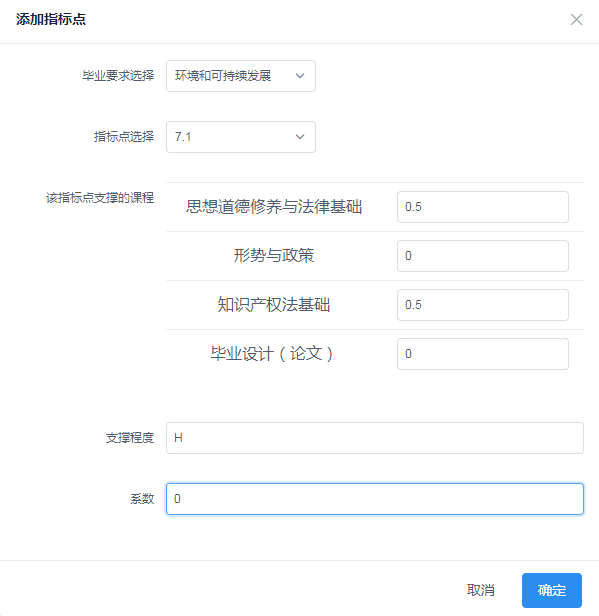 添加指标点
毕业要求选择 环境和可持续发展
指标点选择 7.1
该指标点支撑的课程 思想道德修养与法律基础 0.5
形势与政策 0
知识产权法基础 0.5
毕业设计（论文） 0
支撑程度 H
系数 0
取消 确定